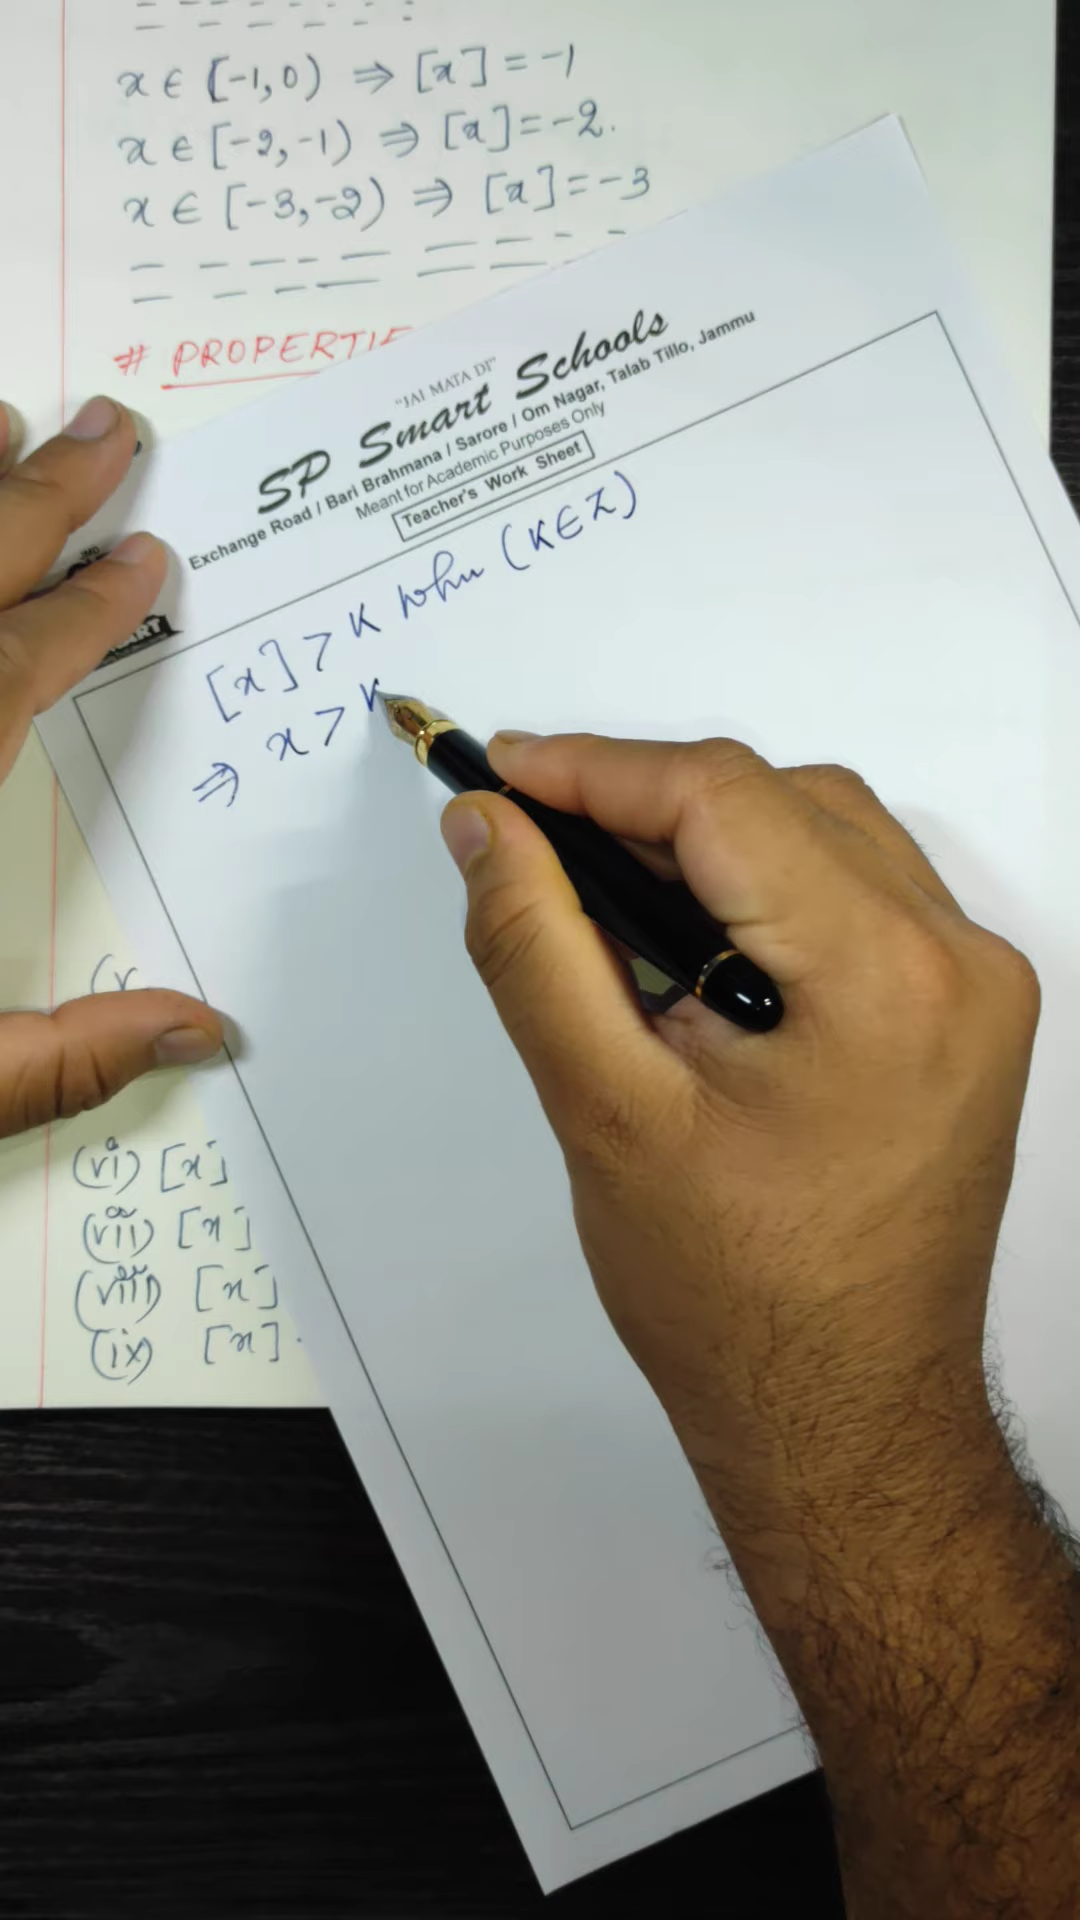 x ∈ [-1,0) ⇒ [x] = -1
x ∈ [-2,-1) ⇒ [x] = -2.
x ∈ [-3,-2) ⇒ [x] = -3
# PROPERTIE
"JAI MATA DI"
SP Smart Schools
Exchange Road / Bari Brahmana / Sarore / Om Nagar, Talab Tillo, Jammu
Meant for Academic Purposes Only
Teacher's Work Sheet
[x] > K when (K∈Z)
⇒ x > K
(v
(vi) [x]
(vii) [x]
(viii) [x]
(ix) [x].